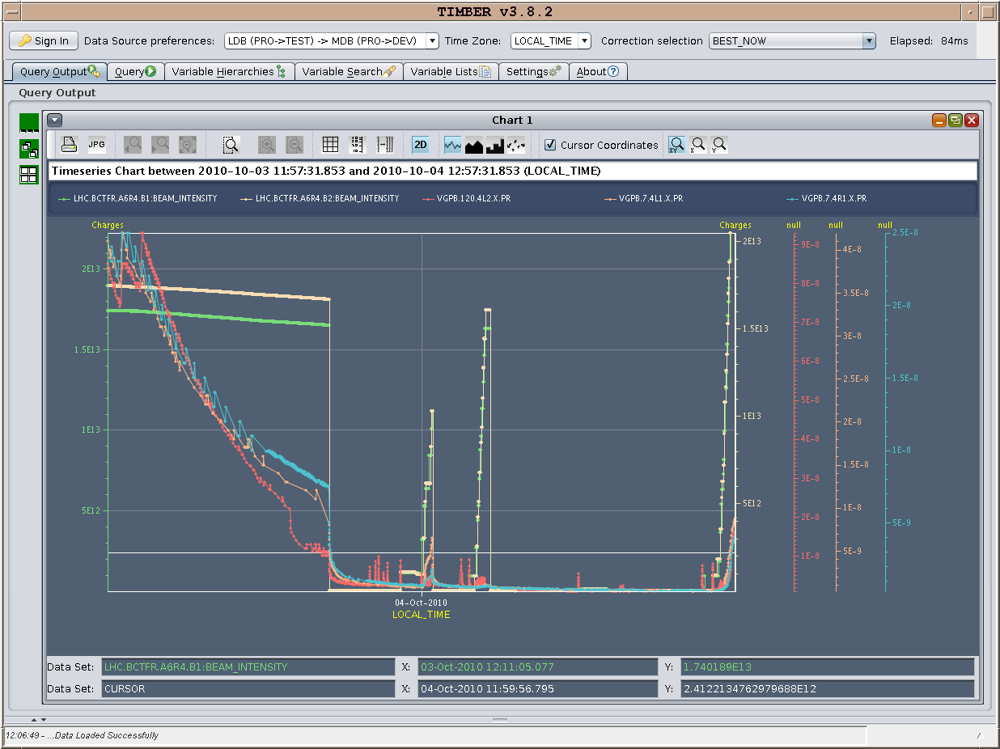 TIMBER v3.8.2
Sign In Data Source preferences: LDB (PRO->TEST) -> MDB (PRO->DEV) Time Zone: LOCAL_TIME Correction selection BEST_NOW Elapsed: 84ms
Query Output Query Variable Hierarchies Variable Search Variable Lists Settings About
Query Output
Chart 1
JPG 2D Cursor Coordinates XY X Y
Timeseries Chart between 2010-10-03 11:57:31.853 and 2010-10-04 12:57:31.853 (LOCAL_TIME)
LHC.BCTFR.A6R4.B1:BEAM_INTENSITY LHC.BCTFR.A6R4.B2:BEAM_INTENSITY VGPB.120.4L2.X.PR VGPB.7.4L1.X.PR VGPB.7.4R1.X.PR
Charges Charges null null null
2.5E-8
2E13 9E-8
4E-8
2E13
3.5E-8
8E-8
2E-8
7E-8
1.5E13
3E-8
1.5E13
6E-8
2.5E-8 1.5E-8
5E-8
1E13
2E-8
1E13
4E-8
1E-8
1.5E-8
3E-8
5E12
1E-8
5E12
2E-8
5E-9
5E-9
1E-8
04-Oct-2010
LOCAL_TIME
Data Set: LHC.BCTFR.A6R4.B1:BEAM_INTENSITY X: 03-Oct-2010 12:11:05.077 Y: 1.740189E13
Data Set: CURSOR X: 04-Oct-2010 11:59:56.795 Y: 2.4122134762979688E12
12:06:49 - ...Data Loaded Successfully